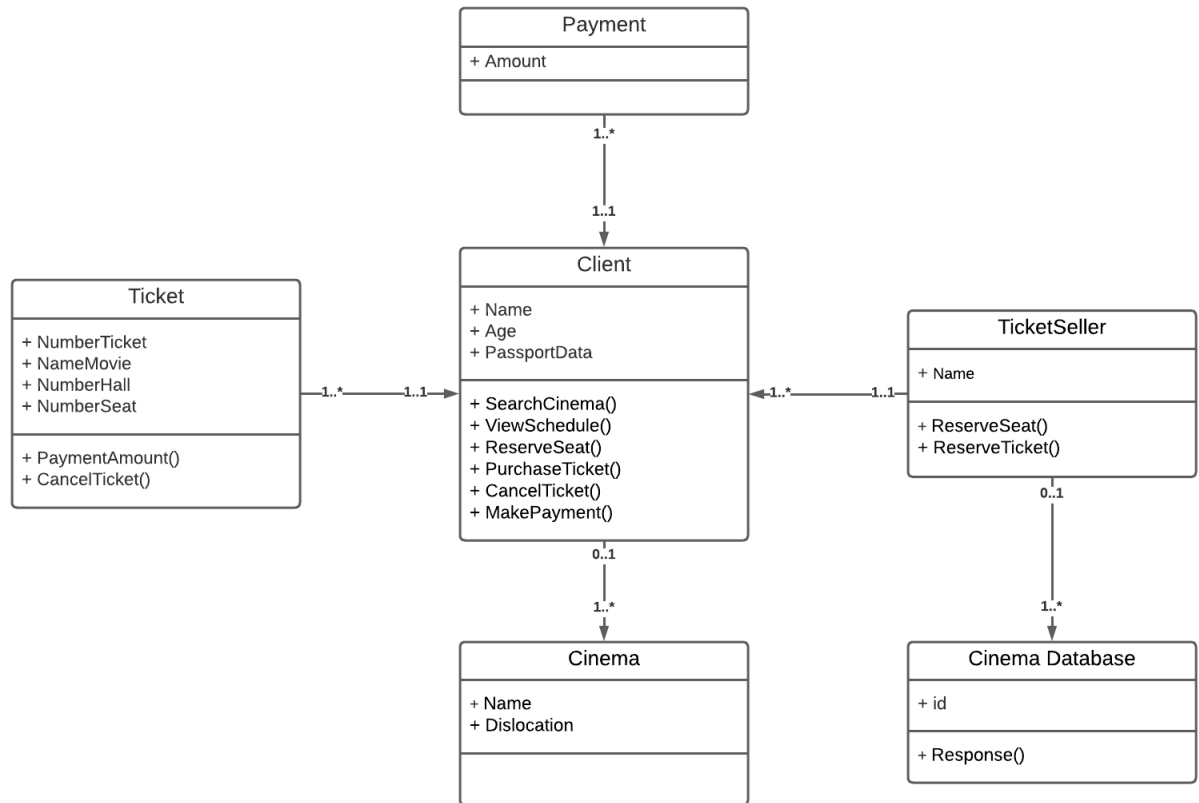 Payment
+ Amount
1..*
1..1
Client
+ Name
+ Age
+ PassportData
+ SearchCinema()
+ ViewSchedule()
+ ReserveSeat()
+ PurchaseTicket()
+ CancelTicket()
+ MakePayment()
Ticket
+ NumberTicket
+ NameMovie
+ NumberHall
+ NumberSeat
+ PaymentAmount()
+ CancelTicket()
1..*
1..1
TicketSeller
+ Name
+ ReserveSeat()
+ ReserveTicket()
1..*
1..1
0..1
1..*
Cinema
+ Name
+ Dislocation
0..1
1..*
Cinema Database
+ id
+ Response()